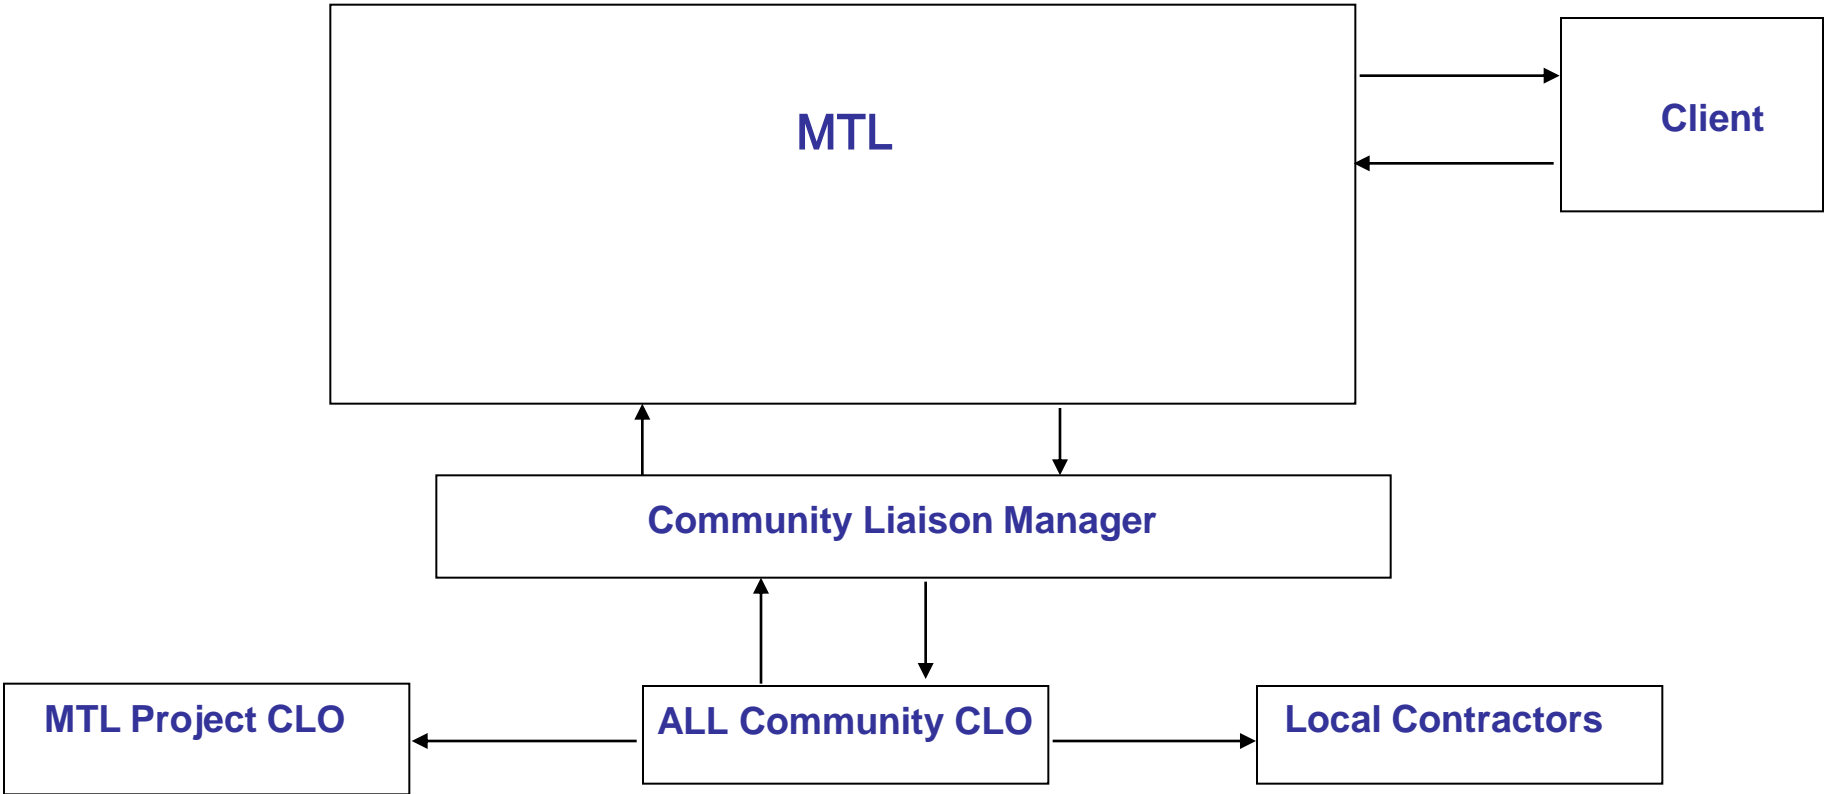 MTL
Client
Community Liaison Manager
MTL Project CLO
ALL Community CLO
Local Contractors